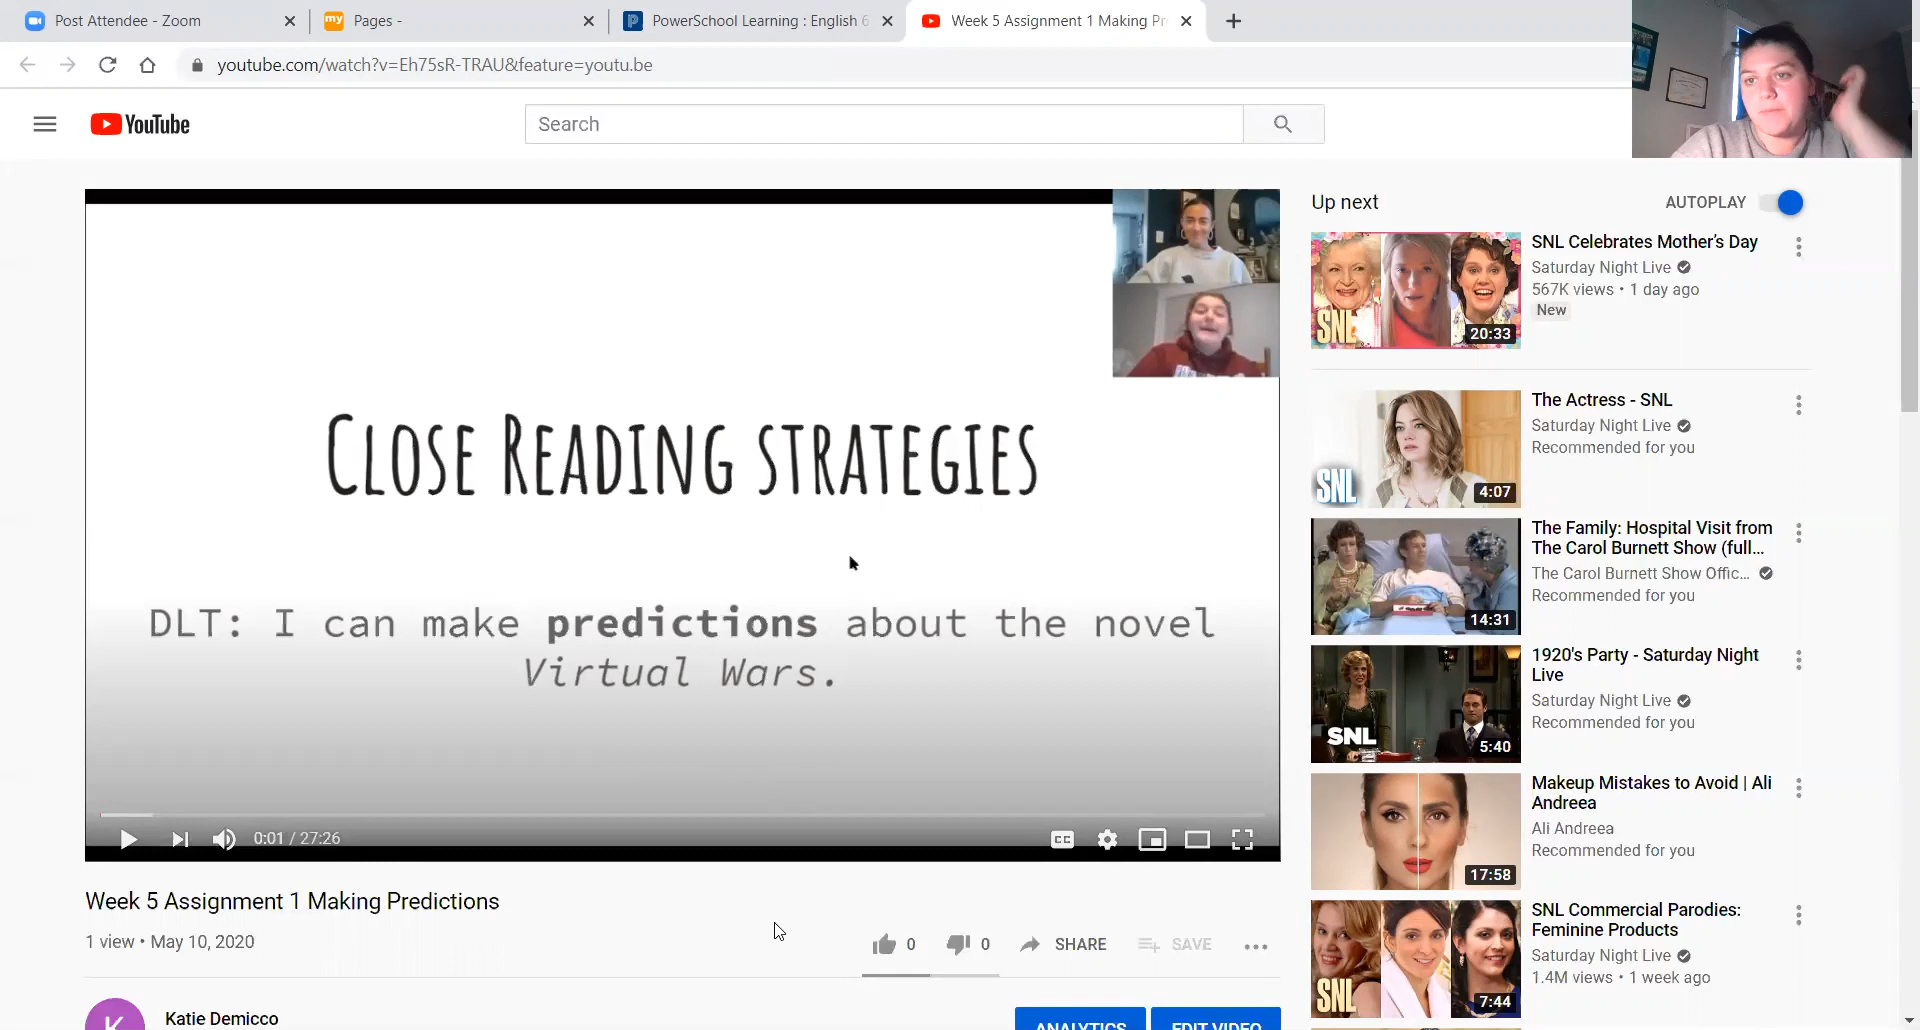 Post Attendee - Zoom
my Pages -
PowerSchool Learning : English 6
Week 5 Assignment 1 Making Pr
youtube.com/watch?v=Eh75sR-TRAU&feature=youtu.be
YouTube
Search
CLOSE READING STRATEGIES
DLT: I can make predictions about the novel
Virtual Wars.
0:01 / 27:26
CC
Week 5 Assignment 1 Making Predictions
1 view • May 10, 2020
0
0
SHARE
SAVE
K
Katie Demicco
ANALYTICS
EDIT VIDEO
Up next
AUTOPLAY
SNL
20:33
SNL Celebrates Mother's Day
Saturday Night Live
567K views • 1 day ago
New
SNL
4:07
The Actress - SNL
Saturday Night Live
Recommended for you
14:31
The Family: Hospital Visit from
The Carol Burnett Show (full...
The Carol Burnett Show Offic...
Recommended for you
SNL
5:40
1920's Party - Saturday Night
Live
Saturday Night Live
Recommended for you
17:58
Makeup Mistakes to Avoid | Ali
Andreea
Ali Andreea
Recommended for you
SNL
7:44
SNL Commercial Parodies:
Feminine Products
Saturday Night Live
1.4M views • 1 week ago